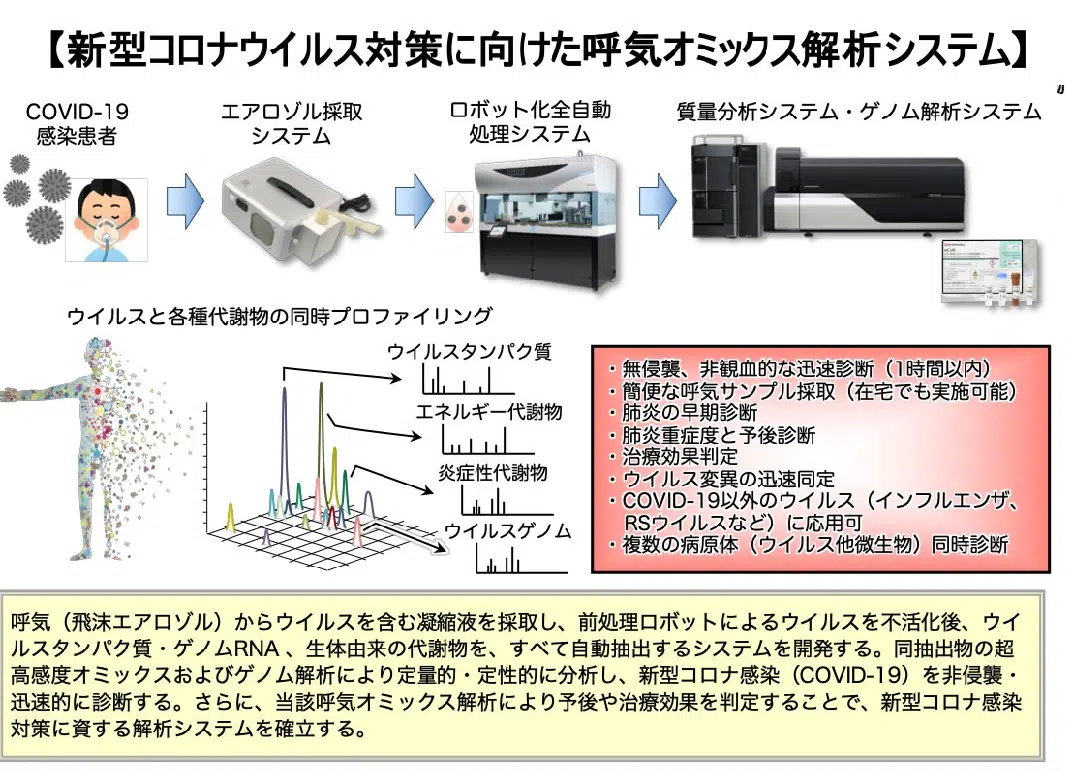 【新型コロナウイルス対策に向けた呼気オミックス解析システム】
COVID-19
感染患者
エアロゾル採取
システム
ロボット化全自動
処理システム
質量分析システム・ゲノム解析システム
ウイルスと各種代謝物の同時プロファイリング
ウイルスタンパク質
エネルギー代謝物
炎症性代謝物
ウイルスゲノム
・無侵襲、非観血的な迅速診断（1時間以内）
・簡便な呼気サンプル採取（在宅でも実施可能）
・肺炎の早期診断
・肺炎重症度と予後診断
・治療効果判定
・ウイルス変異の迅速同定
・COVID-19以外のウイルス（インフルエンザ、
RSウイルスなど）に応用可
・複数の病原体（ウイルス他微生物）同時診断
呼気（飛沫エアロゾル）からウイルスを含む凝縮液を採取し、前処理ロボットによるウイルスを不活化後、ウイ
ルスタンパク質・ゲノムRNA 、生体由来の代謝物を、すべて自動抽出するシステムを開発する。同抽出物の超
高感度オミックスおよびゲノム解析により定量的・定性的に分析し、新型コロナ感染（COVID-19）を非侵襲・
迅速的に診断する。さらに、当該呼気オミックス解析により予後や治療効果を判定することで、新型コロナ感染
対策に資する解析システムを確立する。